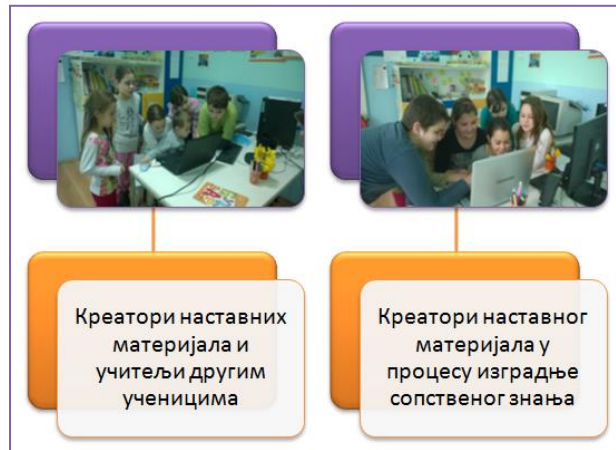 Креатори наставних
материјала и
учитељи другим
ученицима
Креатори наставног
материјала у
процесу изградње
сопственог знања